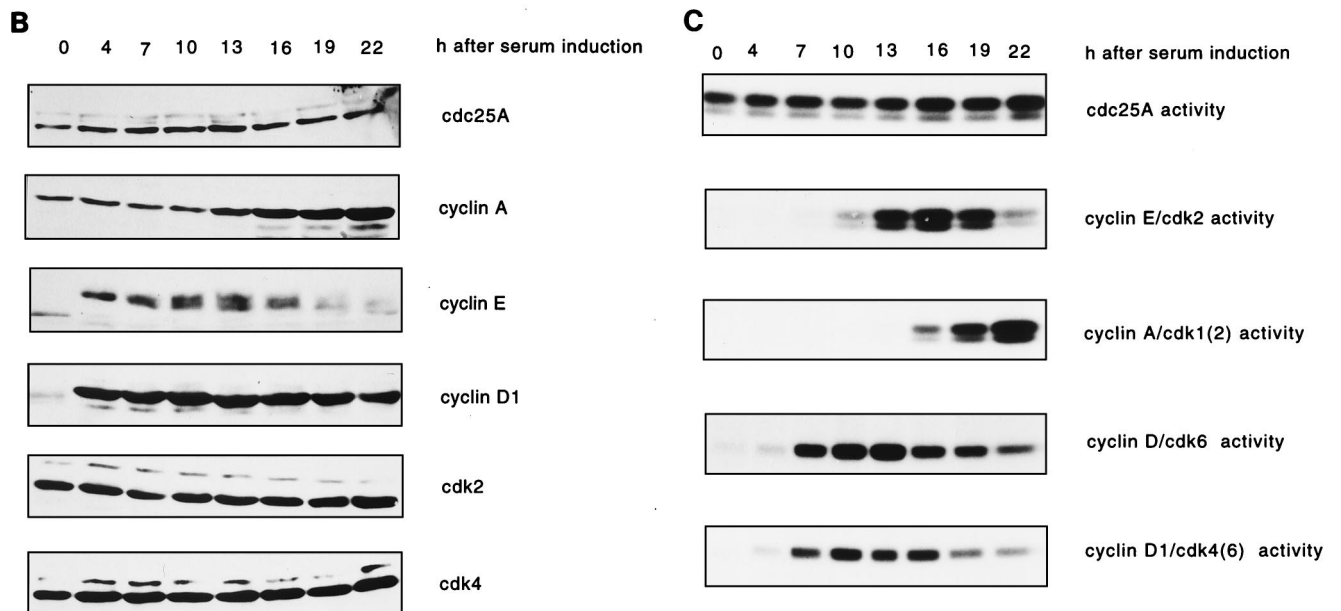 B
0 4 7 10 13 16 19 22 h after serum induction
cdc25A
cyclin A
cyclin E
cyclin D1
cdk2
cdk4
C
0 4 7 10 13 16 19 22 h after serum induction
cdc25A activity
cyclin E/cdk2 activity
cyclin A/cdk1(2) activity
cyclin D/cdk6 activity
cyclin D1/cdk4(6) activity